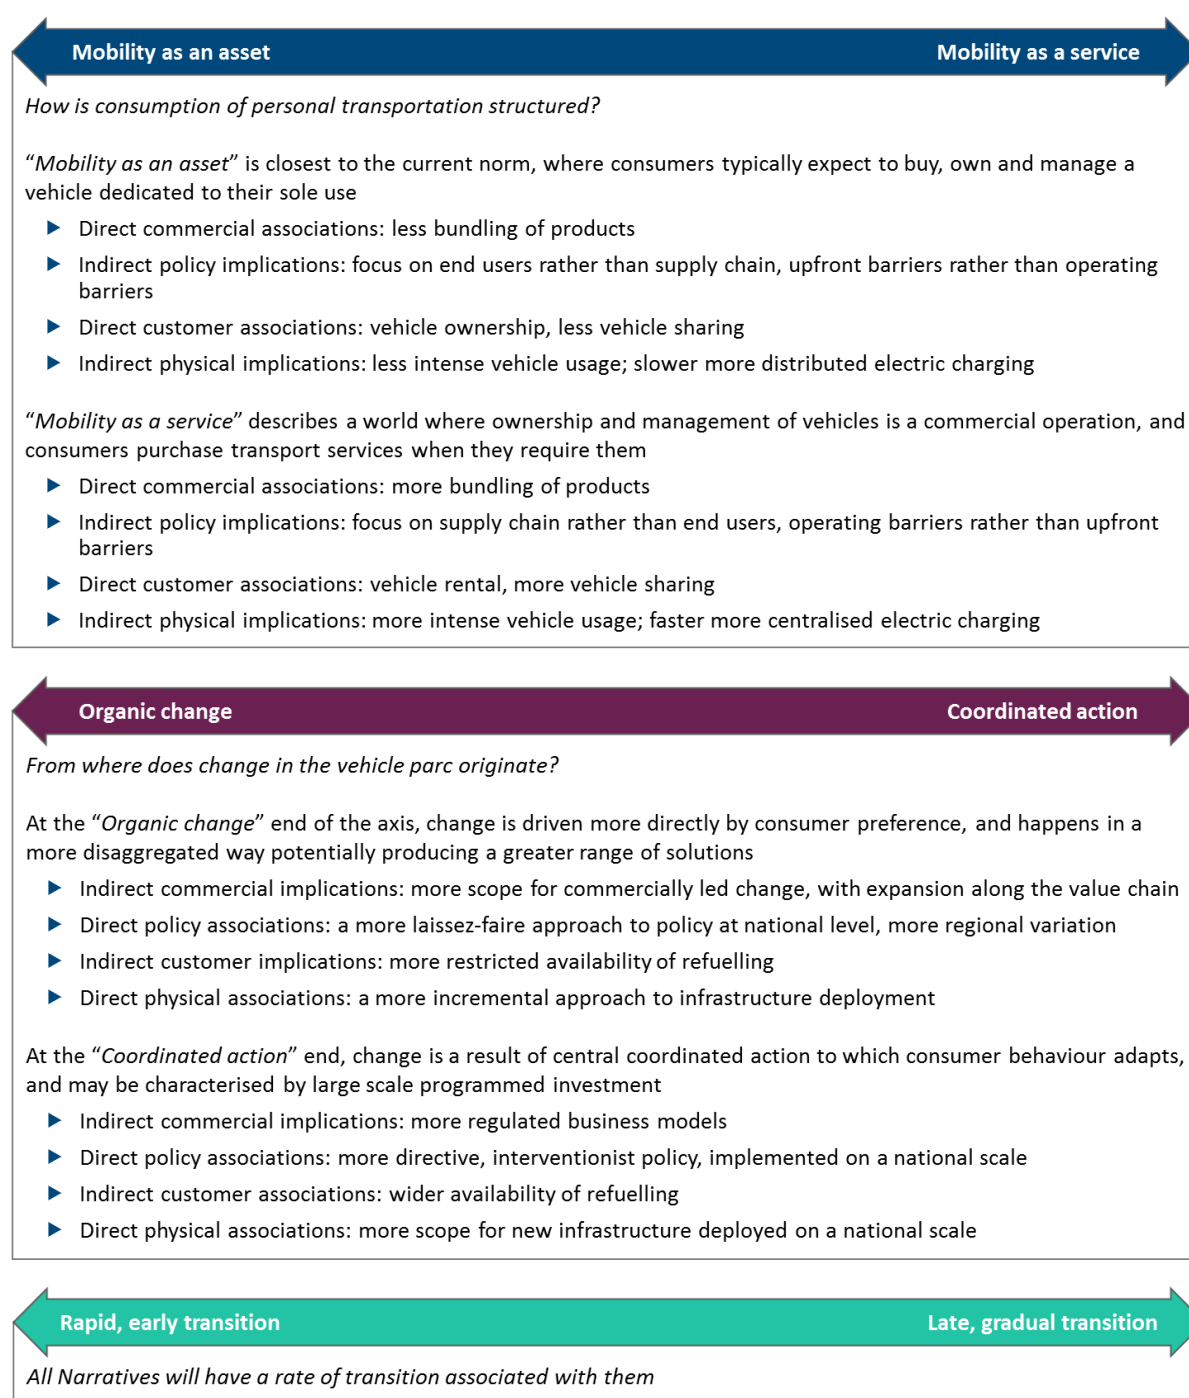 Mobility as an asset
Mobility as a service
How is consumption of personal transportation structured?
“Mobility as an asset” is closest to the current norm, where consumers typically expect to buy, own and manage a
vehicle dedicated to their sole use
Direct commercial associations: less bundling of products
Indirect policy implications: focus on end users rather than supply chain, upfront barriers rather than operating
barriers
Direct customer associations: vehicle ownership, less vehicle sharing
Indirect physical implications: less intense vehicle usage; slower more distributed electric charging
“Mobility as a service” describes a world where ownership and management of vehicles is a commercial operation, and
consumers purchase transport services when they require them
Direct commercial associations: more bundling of products
Indirect policy implications: focus on supply chain rather than end users, operating barriers rather than upfront
barriers
Direct customer associations: vehicle rental, more vehicle sharing
Indirect physical implications: more intense vehicle usage; faster more centralised electric charging
Organic change
Coordinated action
From where does change in the vehicle parc originate?
At the “Organic change” end of the axis, change is driven more directly by consumer preference, and happens in a
more disaggregated way potentially producing a greater range of solutions
Indirect commercial implications: more scope for commercially led change, with expansion along the value chain
Direct policy associations: a more laissez-faire approach to policy at national level, more regional variation
Indirect customer implications: more restricted availability of refuelling
Direct physical associations: a more incremental approach to infrastructure deployment
At the “Coordinated action” end, change is a result of central coordinated action to which consumer behaviour adapts,
and may be characterised by large scale programmed investment
Indirect commercial implications: more regulated business models
Direct policy associations: more directive, interventionist policy, implemented on a national scale
Indirect customer associations: wider availability of refuelling
Direct physical associations: more scope for new infrastructure deployed on a national scale
Rapid, early transition
Late, gradual transition
All Narratives will have a rate of transition associated with them